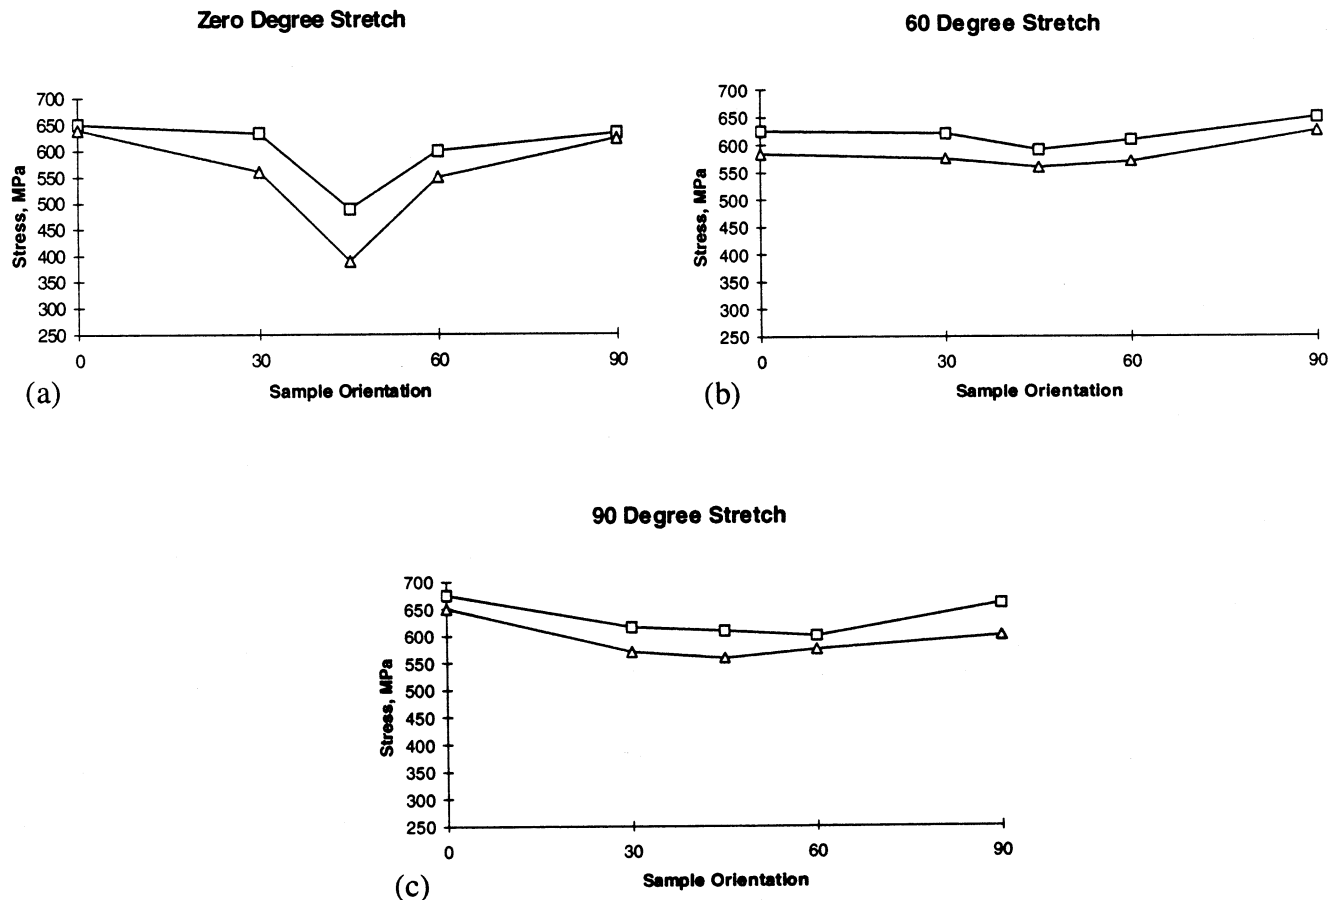 Zero Degree Stretch
700
650
600
550
500
450
400
350
300
250
Stress, MPa
0 30 60 90
Sample Orientation
(a)
60 Degree Stretch
700
650
600
550
500
450
400
350
300
250
Stress, MPa
0 30 60 90
Sample Orientation
(b)
90 Degree Stretch
700
650
600
550
500
450
400
350
300
250
Stress, MPa
0 30 60 90
Sample Orientation
(c)